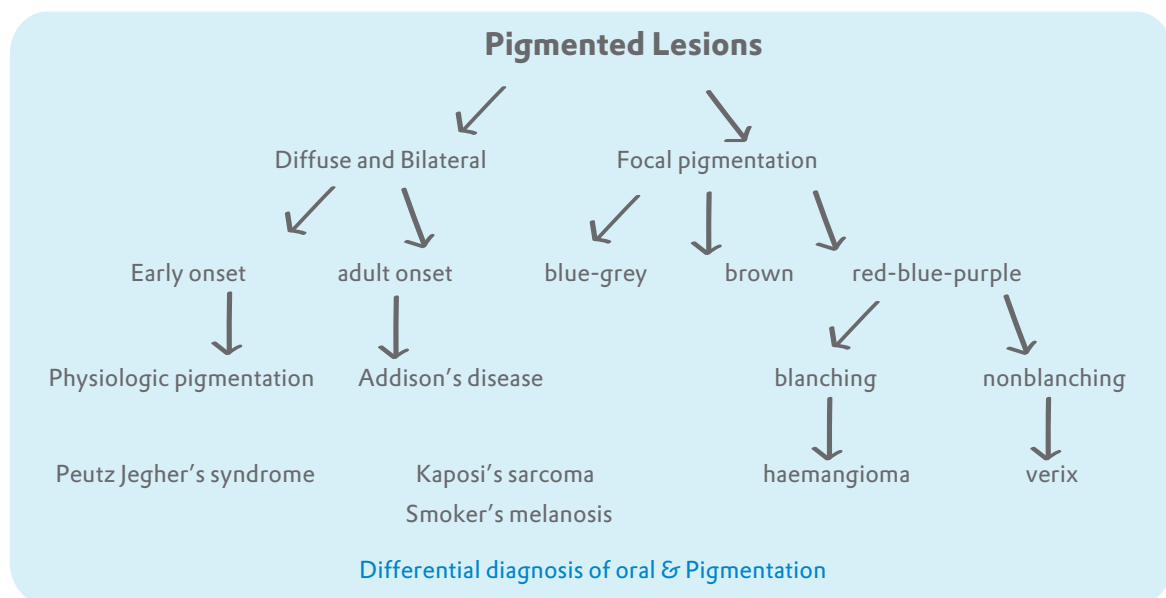 Pigmented Lesions
Diffuse and Bilateral
Focal pigmentation
Early onset
adult onset
blue-grey
brown
red-blue-purple
Physiologic pigmentation
Addison's disease
blanching
nonblanching
Peutz Jegher's syndrome
Kaposi's sarcoma
haemangioma
verix
Smoker's melanosis
Differential diagnosis of oral & Pigmentation